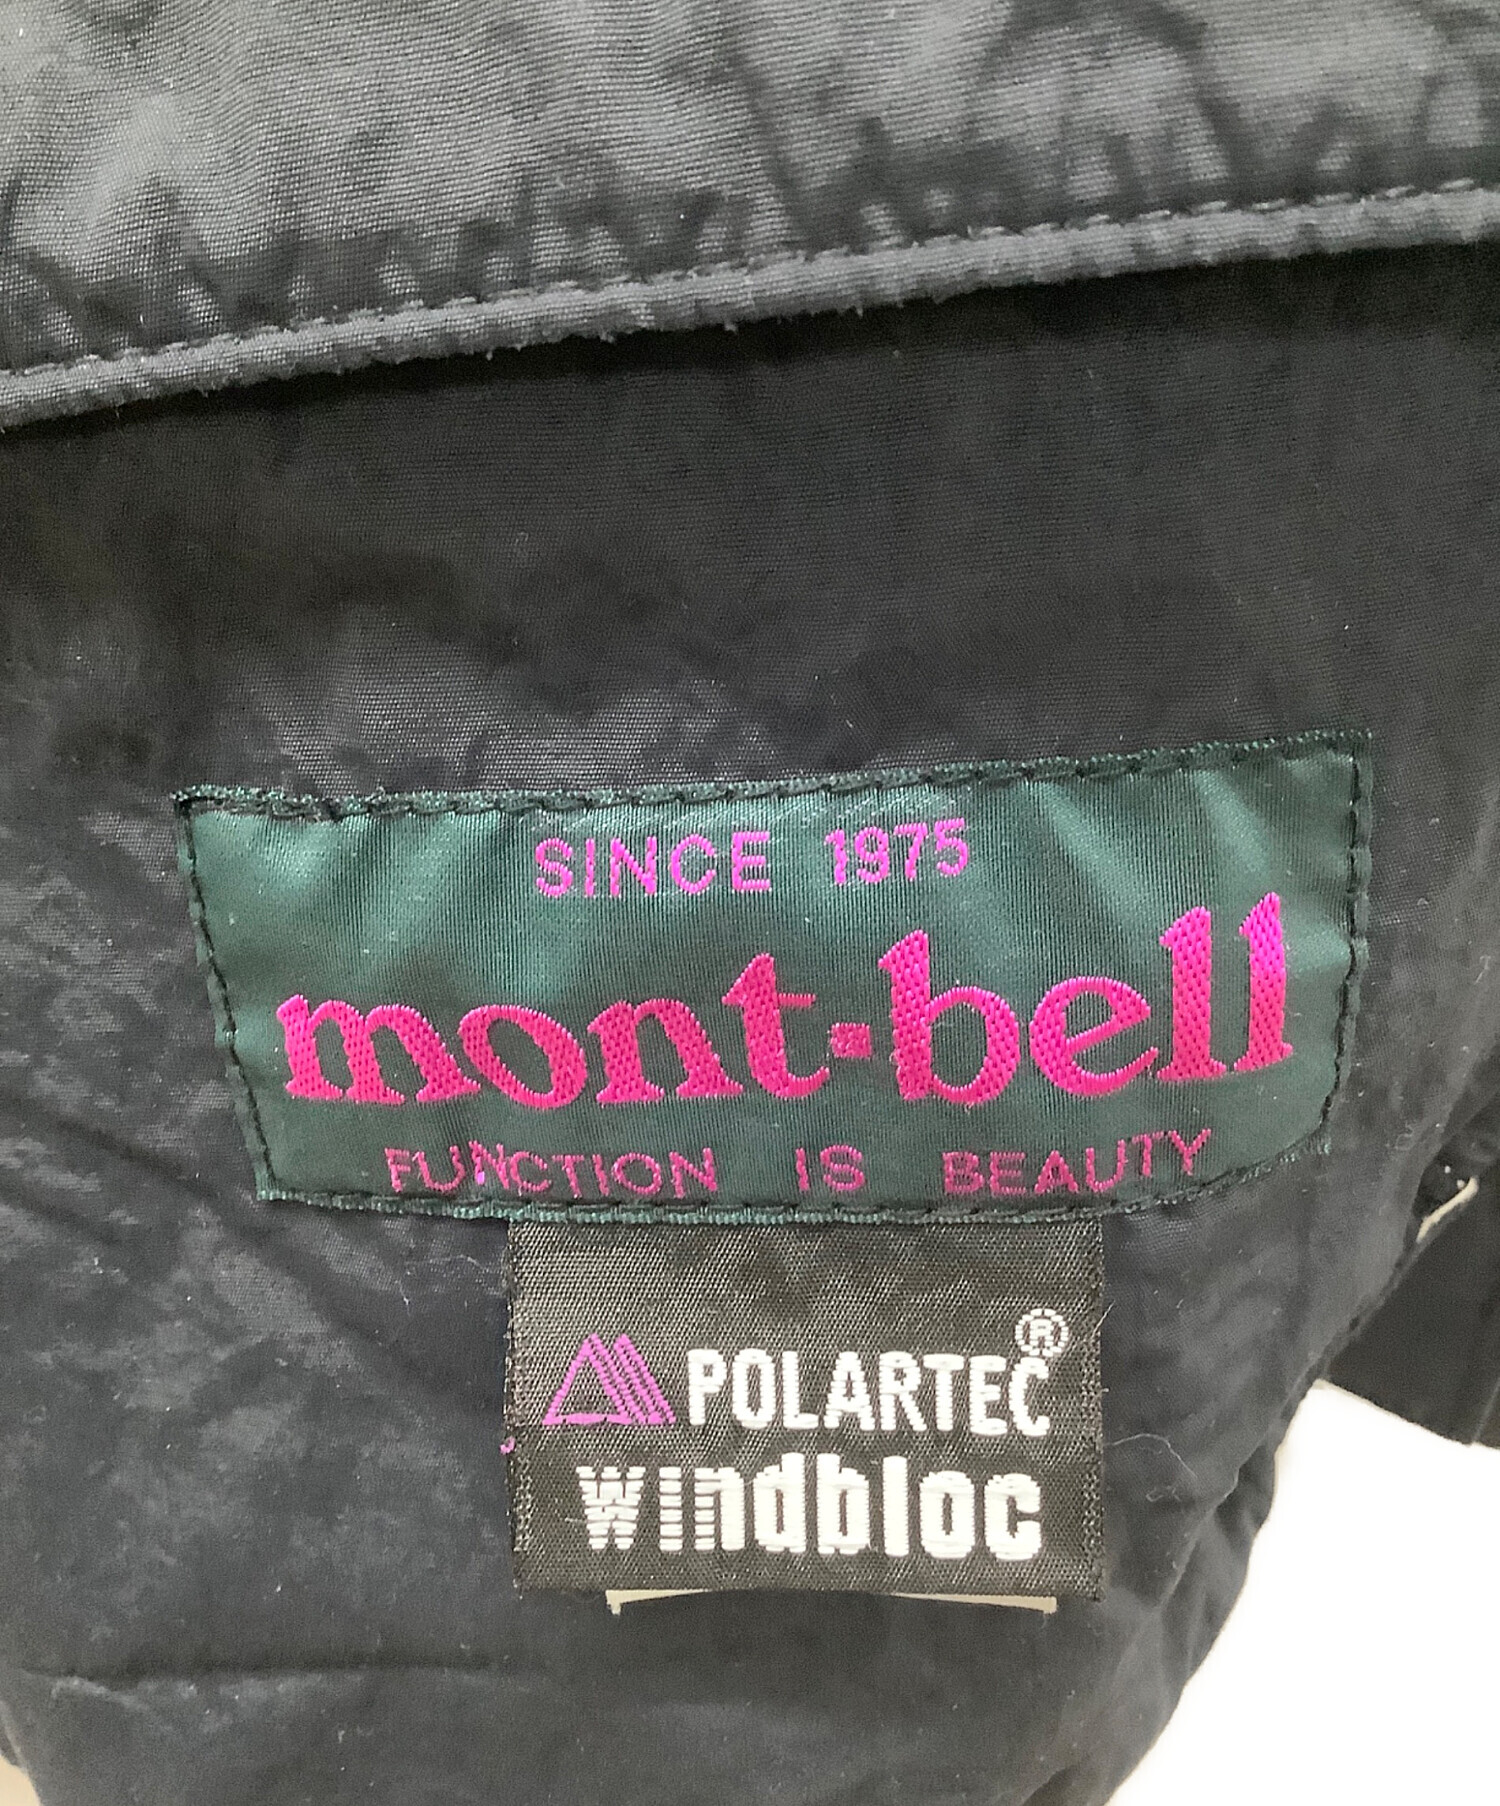 SINCE 1975
mont-bell
FUNCTION IS BEAUTY
POLARTEC®
windbloc